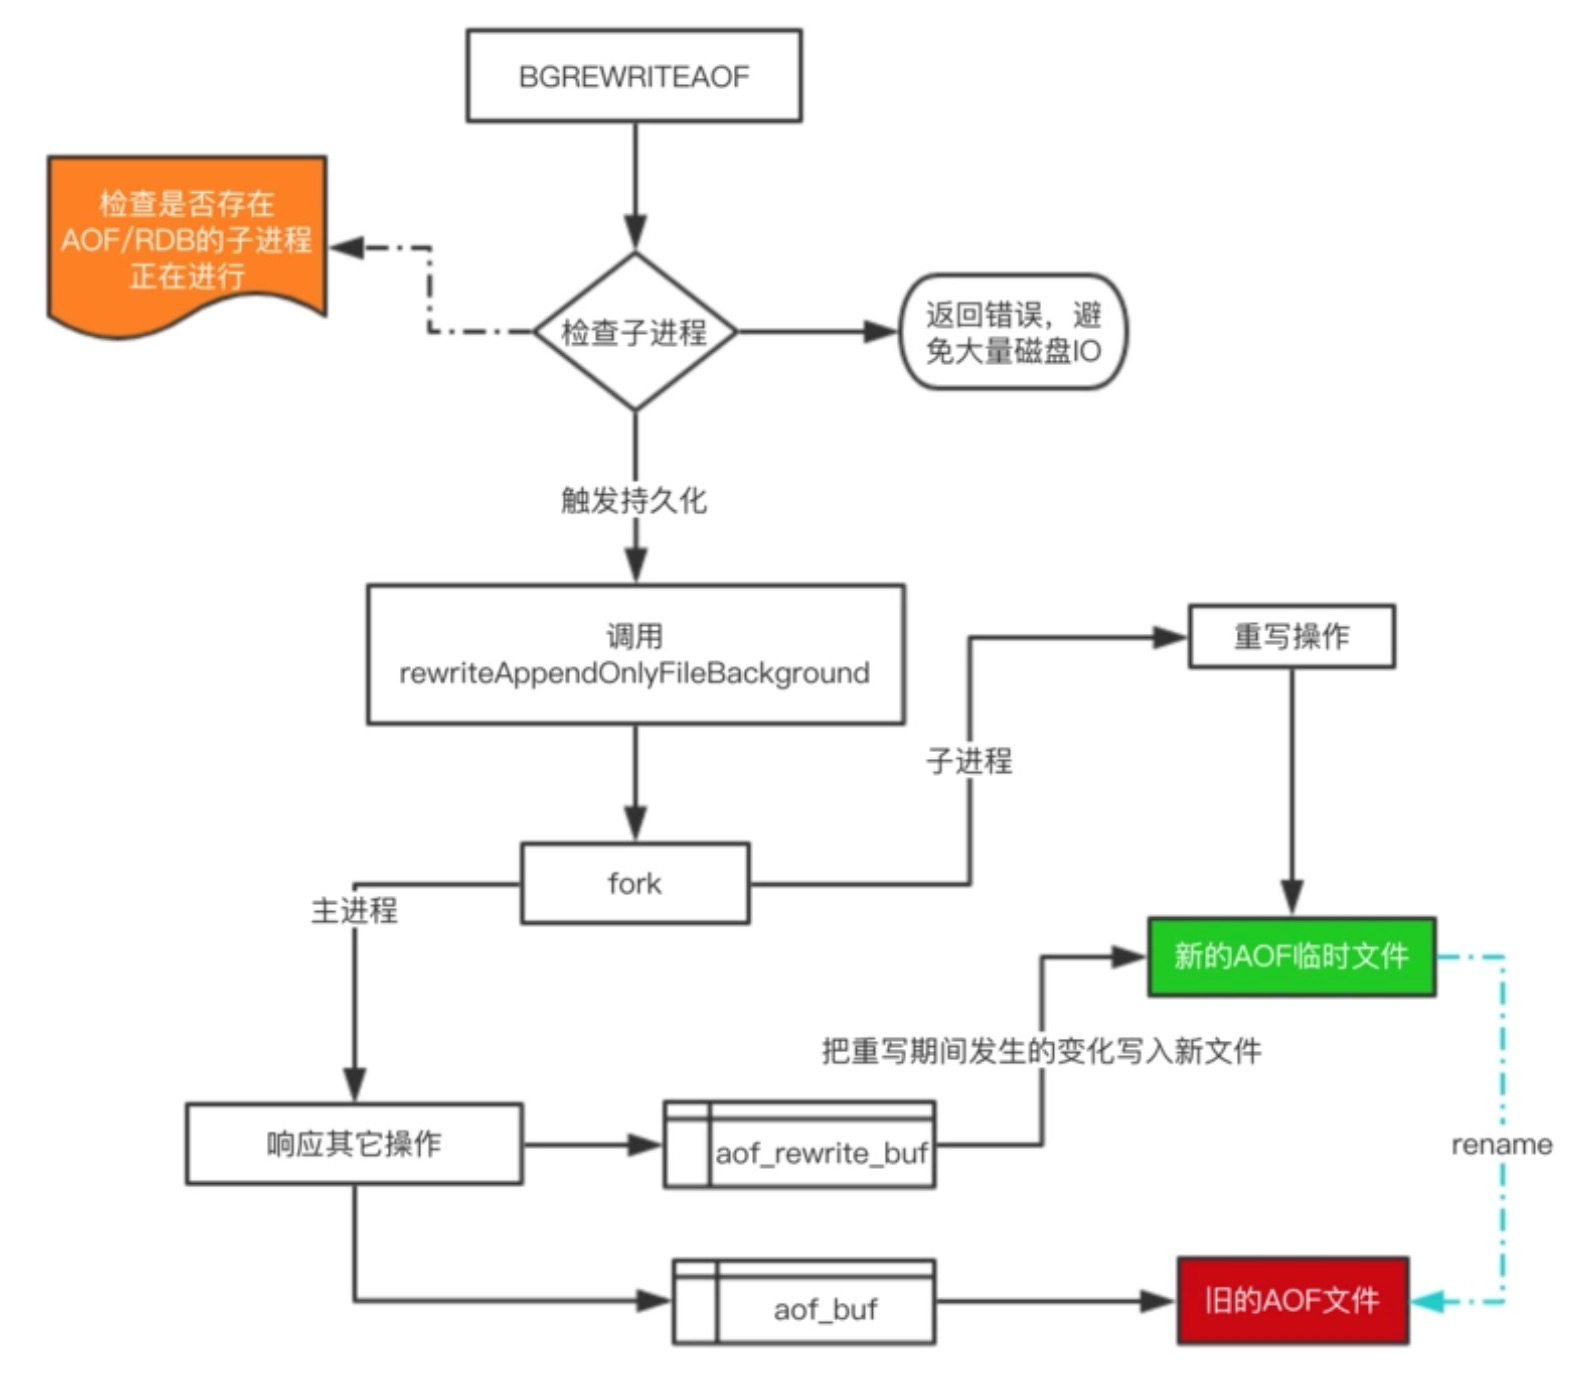 BGREWRITEAOF
检查是否存在
AOF/RDB的子进程
正在进行
检查子进程
返回错误，避
免大量磁盘IO
触发持久化
调用
rewriteAppendOnlyFileBackground
重写操作
子进程
fork
主进程
新的AOF临时文件
把重写期间发生的变化写入新文件
响应其它操作
aof_rewrite_buf
rename
aof_buf
旧的AOF文件